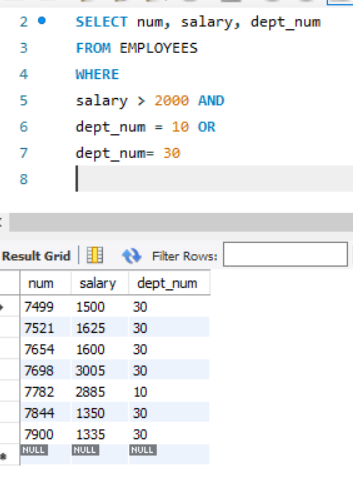 2 SELECT num, salary, dept_num
3 FROM EMPLOYEES
4 WHERE
5 salary > 2000 AND
6 dept_num = 10 OR
7 dept_num= 30
8
Result Grid Filter Rows:
num salary dept_num
7499 1500 30
7521 1625 30
7654 1600 30
7698 3005 30
7782 2885 10
7844 1350 30
7900 1335 30
NULL NULL NULL